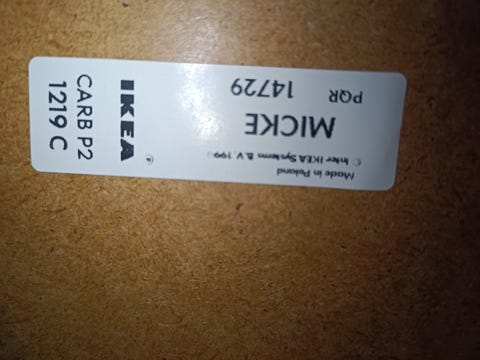 Made in Poland
© Inter IKEA Systems B.V. 199
MICKE
PQR 14729
IKEA®
CARB P2
1219 C